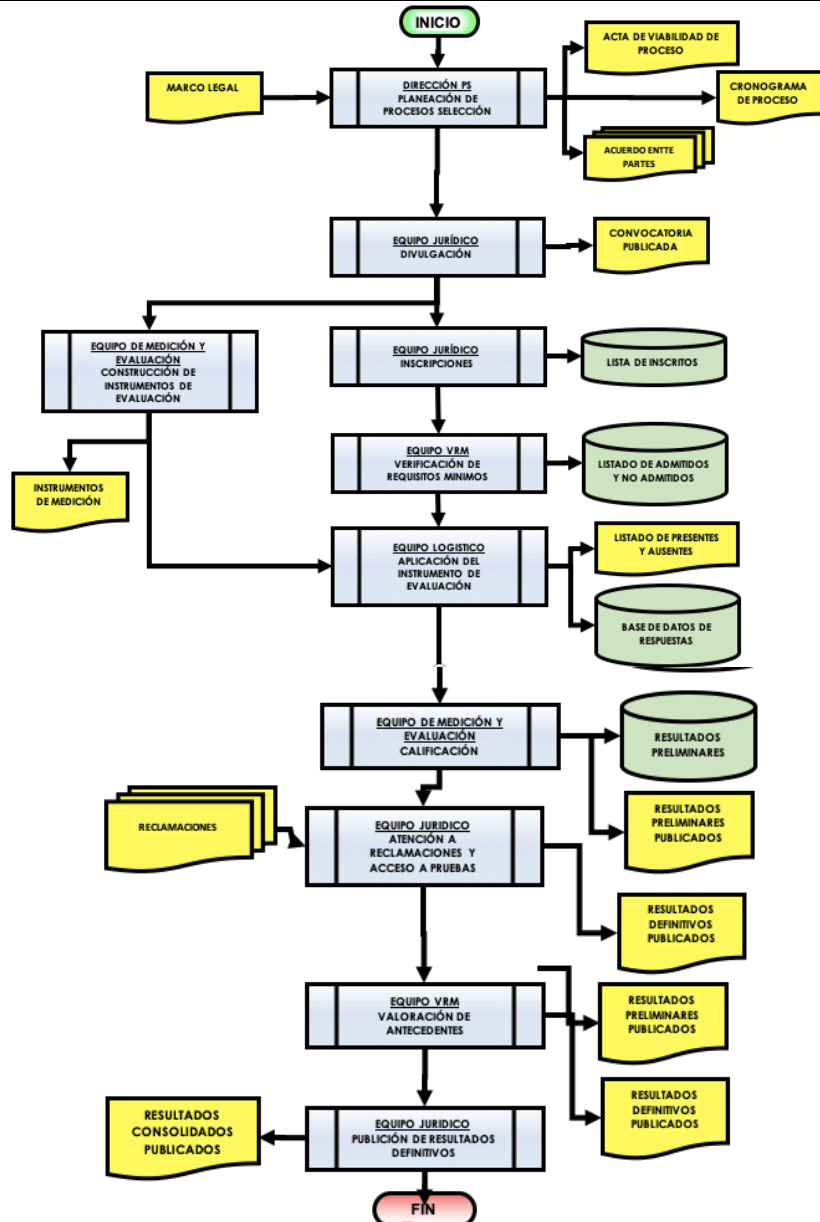 INICIO
ACTA DE VIABILIDAD DE
PROCESO
MARCO LEGAL
DIRECCIÓN PS
PLANEACIÓN DE
PROCESOS SELECCIÓN
CRONOGRAMA
DE PROCESO
ACUERDO ENTTE
PARTES
EQUIPO JURÍDICO
DIVULGACIÓN
CONVOCATORIA
PUBLICADA
EQUIPO DE MEDICIÓN Y
EVALUACIÓN
CONSTRUCCIÓN DE
INSTRUMENTOS DE
EVALUACIÓN
EQUIPO JURÍDICO
INSCRIPCIONES
LISTA DE INSCRITOS
EQUIPO VRM
VERIFICACIÓN DE
REQUISITOS MINIMOS
LISTADO DE ADMITIDOS
Y NO ADMITIDOS
INSTRUMENTOS
DE MEDICIÓN
EQUIPO LOGISTICO
APLICACIÓN DEL
INSTRUMENTO DE
EVALUACIÓN
LISTADO DE PRESENTES
Y AUSENTES
BASE DE DATOS DE
RESPUESTAS
EQUIPO DE MEDICIÓN Y
EVALUACIÓN
CALIFICACIÓN
RESULTADOS
PRELIMINARES
RESULTADOS
PRELIMINARES
PUBLICADOS
RECLAMACIONES
EQUIPO JURIDICO
ATENCIÓN A
RECLAMACIONES Y
ACCESO A PRUEBAS
RESULTADOS
DEFINITIVOS
PUBLICADOS
EQUIPO VRM
VALORACIÓN DE
ANTECEDENTES
RESULTADOS
PRELIMINARES
PUBLICADOS
RESULTADOS
DEFINITIVOS
PUBLICADOS
RESULTADOS
CONSOLIDADOS
PUBLICADOS
EQUIPO JURIDICO
PUBLICIÓN DE RESULTADOS
DEFINITIVOS
FIN